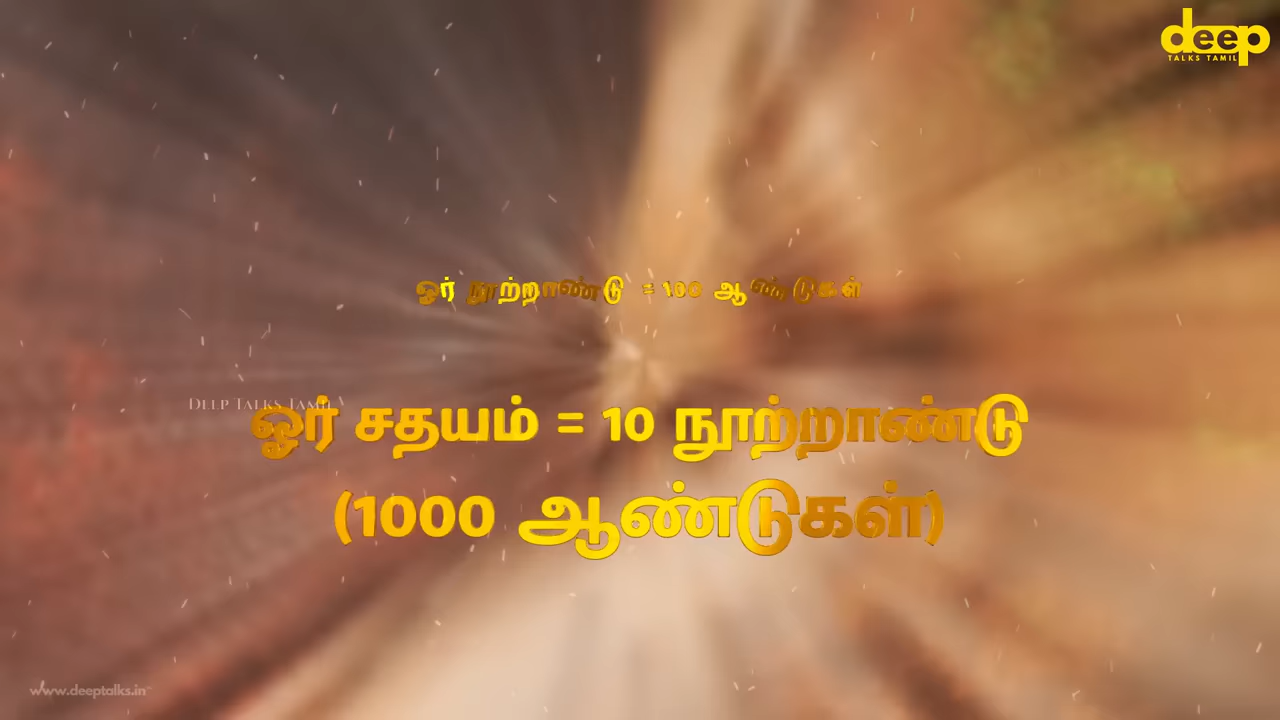 deep
TALKS TAMIL
ஓர் நூற்றாண்டு = 100 ஆண்டுகள்
DEEP TALKS TAMIL
ஓர் சதயம் = 10 நூற்றாண்டு
(1000 ஆண்டுகள்)
www.deeptalks.in